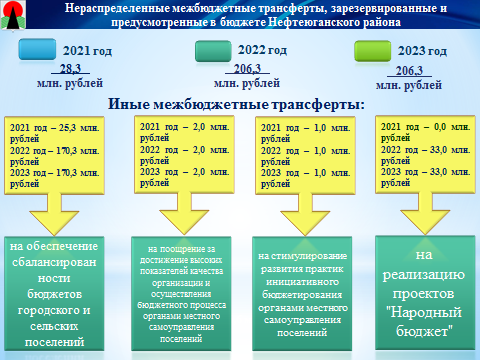 Нераспределенные межбюджетные трансферты, зарезервированные и
предусмотренные в бюджете Нефтеюганского района
2021 год
28,3
млн. рублей
2022 год
206,3
млн. рублей
2023 год
206,3
млн. рублей
Иные межбюджетные трансферты:
2021 год – 25,3 млн.
рублей
2022 год – 170,3 млн.
рублей
2023 год – 170,3 млн.
рублей
2021 год – 2,0 млн.
рублей
2022 год – 2,0 млн.
рублей
2023 год – 2,0 млн.
рублей
2021 год – 1,0 млн.
рублей
2022 год – 1,0 млн.
рублей
2023 год – 1,0 млн.
рублей
2021 год – 0,0 млн.
рублей
2022 год – 33,0 млн.
рублей
2023 год – 33,0 млн.
рублей
на обеспечение
сбалансирован
ности
бюджетов
городского и
сельских
поселений
на поощрение за
достижение высоких
показателей качества
организации и
осуществления
бюджетного процесса
органами местного
самоуправления
поселений
на стимулирование
развития практик
инициативного
бюджетирования
органами местного
самоуправления
поселений
на
реализацию
проектов
"Народный
бюджет"